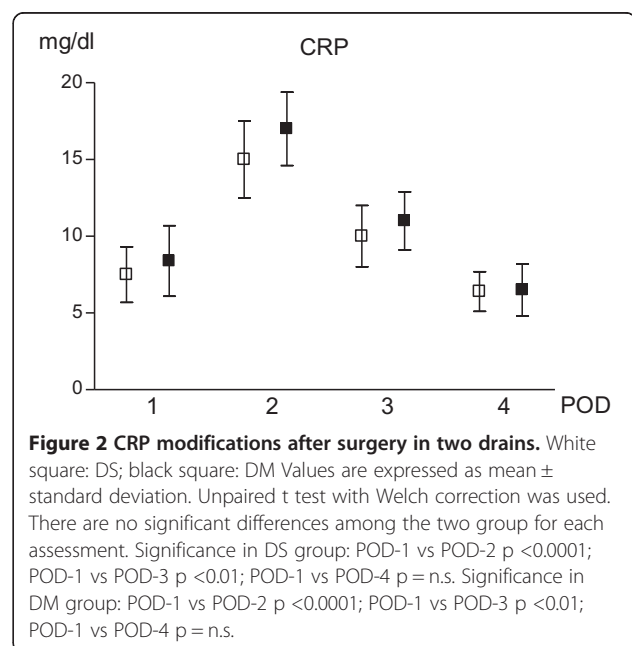 mg/dl
CRP
20
15
10
5
0
1 2 3 4 POD
Figure 2 CRP modifications after surgery in two drains. White
square: DS; black square: DM Values are expressed as mean ±
standard deviation. Unpaired t test with Welch correction was used.
There are no significant differences among the two group for each
assessment. Significance in DS group: POD-1 vs POD-2 p <0.0001;
POD-1 vs POD-3 p <0.01; POD-1 vs POD-4 p = n.s. Significance in
DM group: POD-1 vs POD-2 p <0.0001; POD-1 vs POD-3 p <0.01;
POD-1 vs POD-4 p = n.s.